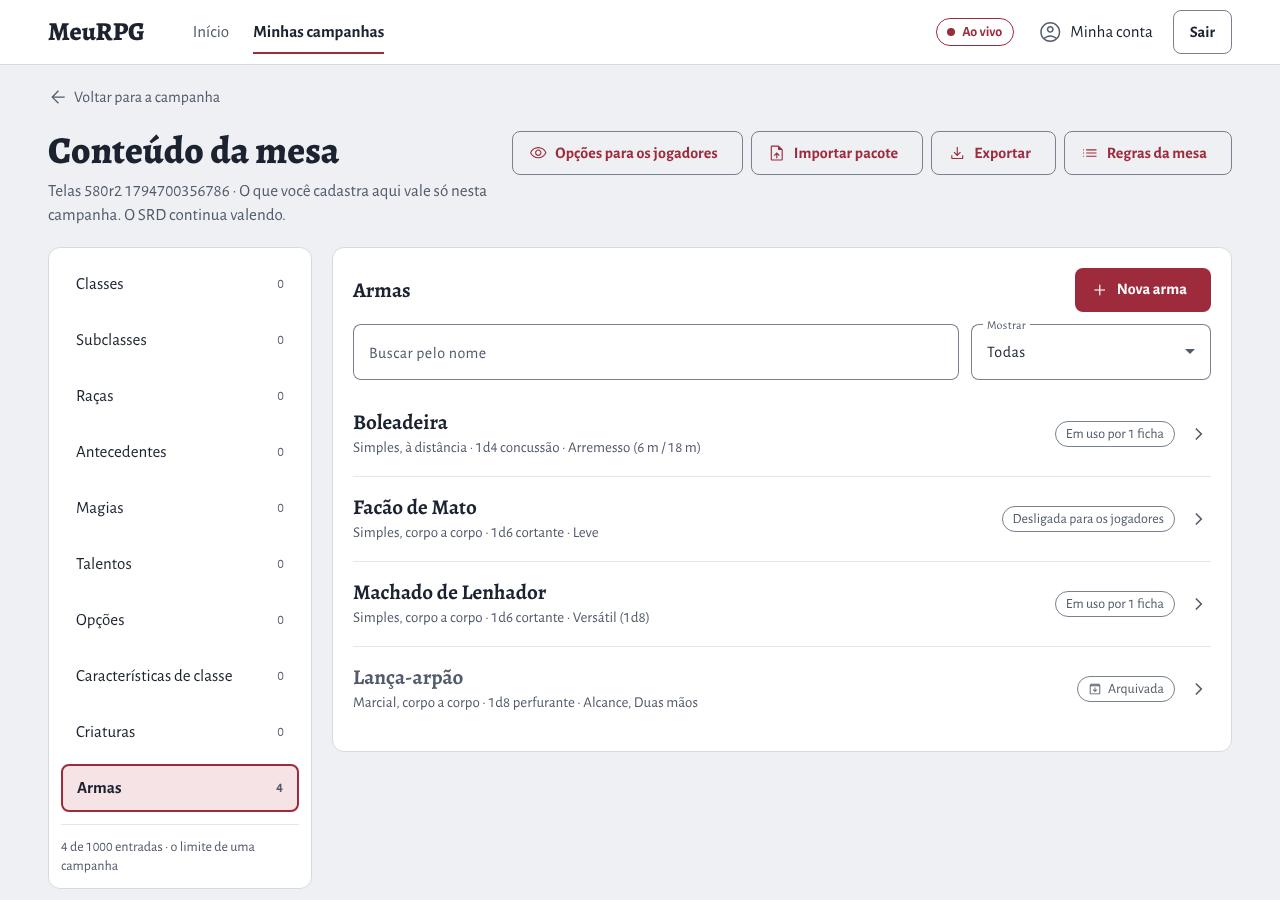 MeuRPG
Início
Minhas campanhas
Ao vivo
Minha conta
Sair
Voltar para a campanha
Conteúdo da mesa
Opções para os jogadores
Importar pacote
Exportar
Regras da mesa
Telas 580r2 1794700356786 · O que você cadastra aqui vale só nesta
campanha. O SRD continua valendo.
Classes 0
Subclasses 0
Raças 0
Antecedentes 0
Magias 0
Talentos 0
Opções 0
Características de classe 0
Criaturas 0
Armas 4
4 de 1000 entradas · o limite de uma
campanha
Armas
Nova arma
Buscar pelo nome
Mostrar
Todas
Boleadeira
Simples, à distância · 1d4 concussão · Arremesso (6 m / 18 m)
Em uso por 1 ficha
Facão de Mato
Simples, corpo a corpo · 1d6 cortante · Leve
Desligada para os jogadores
Machado de Lenhador
Simples, corpo a corpo · 1d6 cortante · Versátil (1d8)
Em uso por 1 ficha
Lança-arpão
Marcial, corpo a corpo · 1d8 perfurante · Alcance, Duas mãos
Arquivada